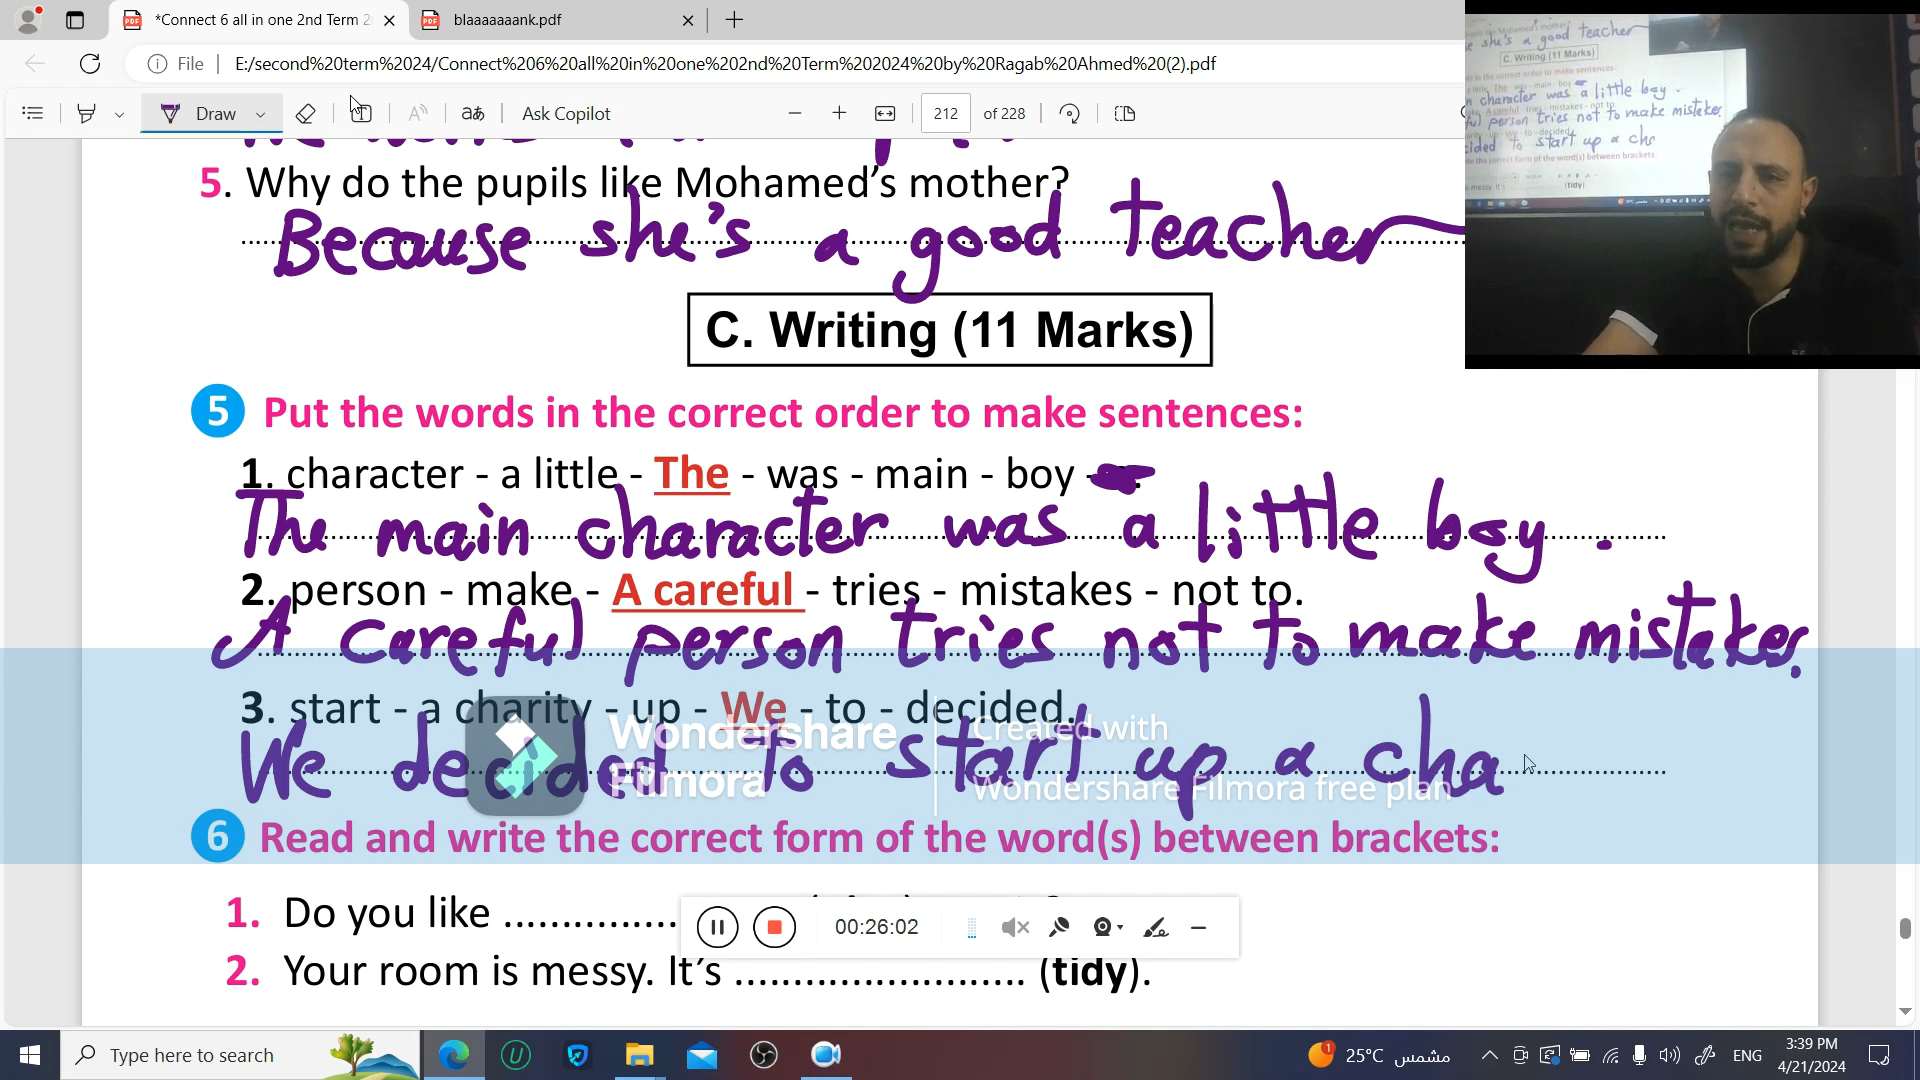 *Connect 6 all in one 2nd Term 2
blaaaaaaank.pdf
File
E:/second%20term%2024/Connect%206%20all%20in%20one%202nd%20Term%202024%20by%20Ragab%20Ahmed%20(2).pdf
Draw
aあ
Ask Copilot
212
of 228
5. Why do the pupils like Mohamed's mother?
Because she's a good teacher
C. Writing (11 Marks)
5 Put the words in the correct order to make sentences:
1. character - a little - The - was - main - boy
The main character was a little boy.
2. person - make - A careful - tries - mistakes - not to.
A careful person tries not to make mistakes.
3. start - a charity - up - We - to - decided.
We decided to start up a cha
Wondershare Filmora
Created with
Wondershare Filmora free plan
6 Read and write the correct form of the word(s) between brackets:
1. Do you like ................
00:26:02
2. Your room is messy. It's ......................... (tidy).
Type here to search
25°C مشمس
ENG
3:39 PM
4/21/2024